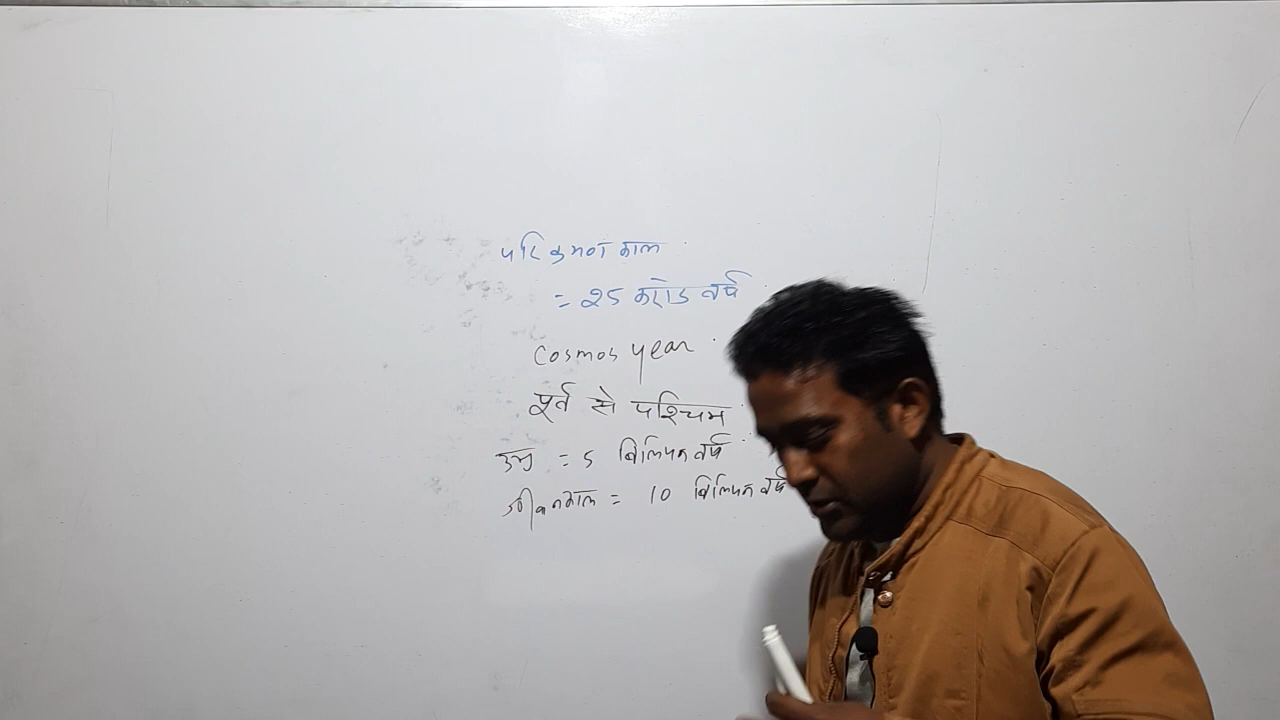 परिक्रमण काल
= 25 करोड वर्ष
Cosmos year
पूर्व से पश्चिम
उम्र = 5 बिलियन वर्ष
जीवनकाल = 10 बिलियन वर्ष